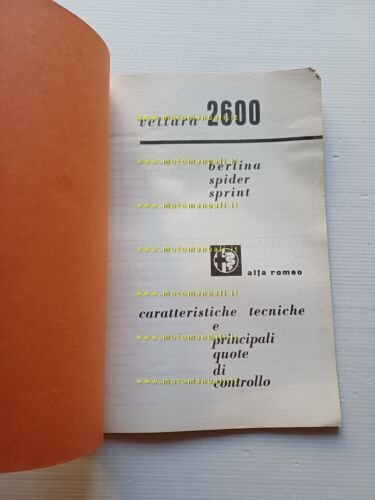 vettura 2600
www.motomanuali.it
www.motomanuali.it
berlina
spider
sprint
www.motomanuali.it
www.motomanuali.it
alfa romeo
www.motomanuali.it
caratteristiche tecniche
e
www.motomanuali.it
principali
quote
di
www.motomanuali.it
controllo